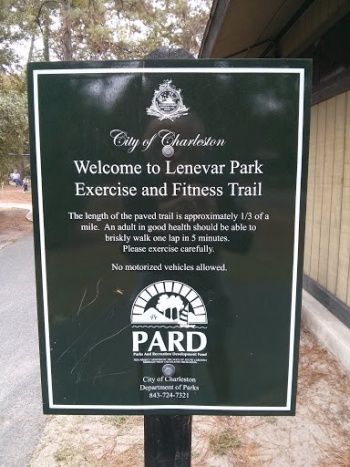 City of Charleston
Welcome to Lenevar Park
Exercise and Fitness Trail
The length of the paved trail is approximately 1/3 of a
mile. An adult in good health should be able to
briskly walk one lap in 5 minutes.
Please exercise carefully.
No motorized vehicles allowed.
PARD
Parks And Recreation Development Fund
City of Charleston
Department of Parks
843-724-7321